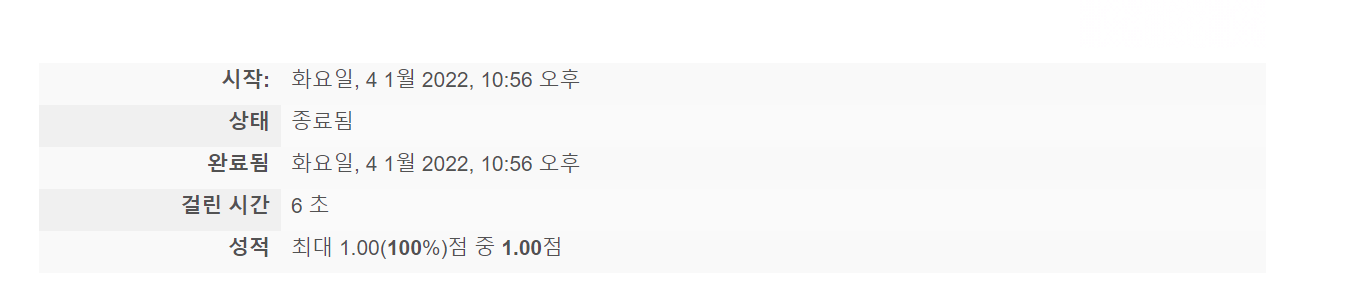 시작: 화요일, 4 1월 2022, 10:56 오후
상태 종료됨
완료됨 화요일, 4 1월 2022, 10:56 오후
걸린 시간 6 초
성적 최대 1.00(100%)점 중 1.00점